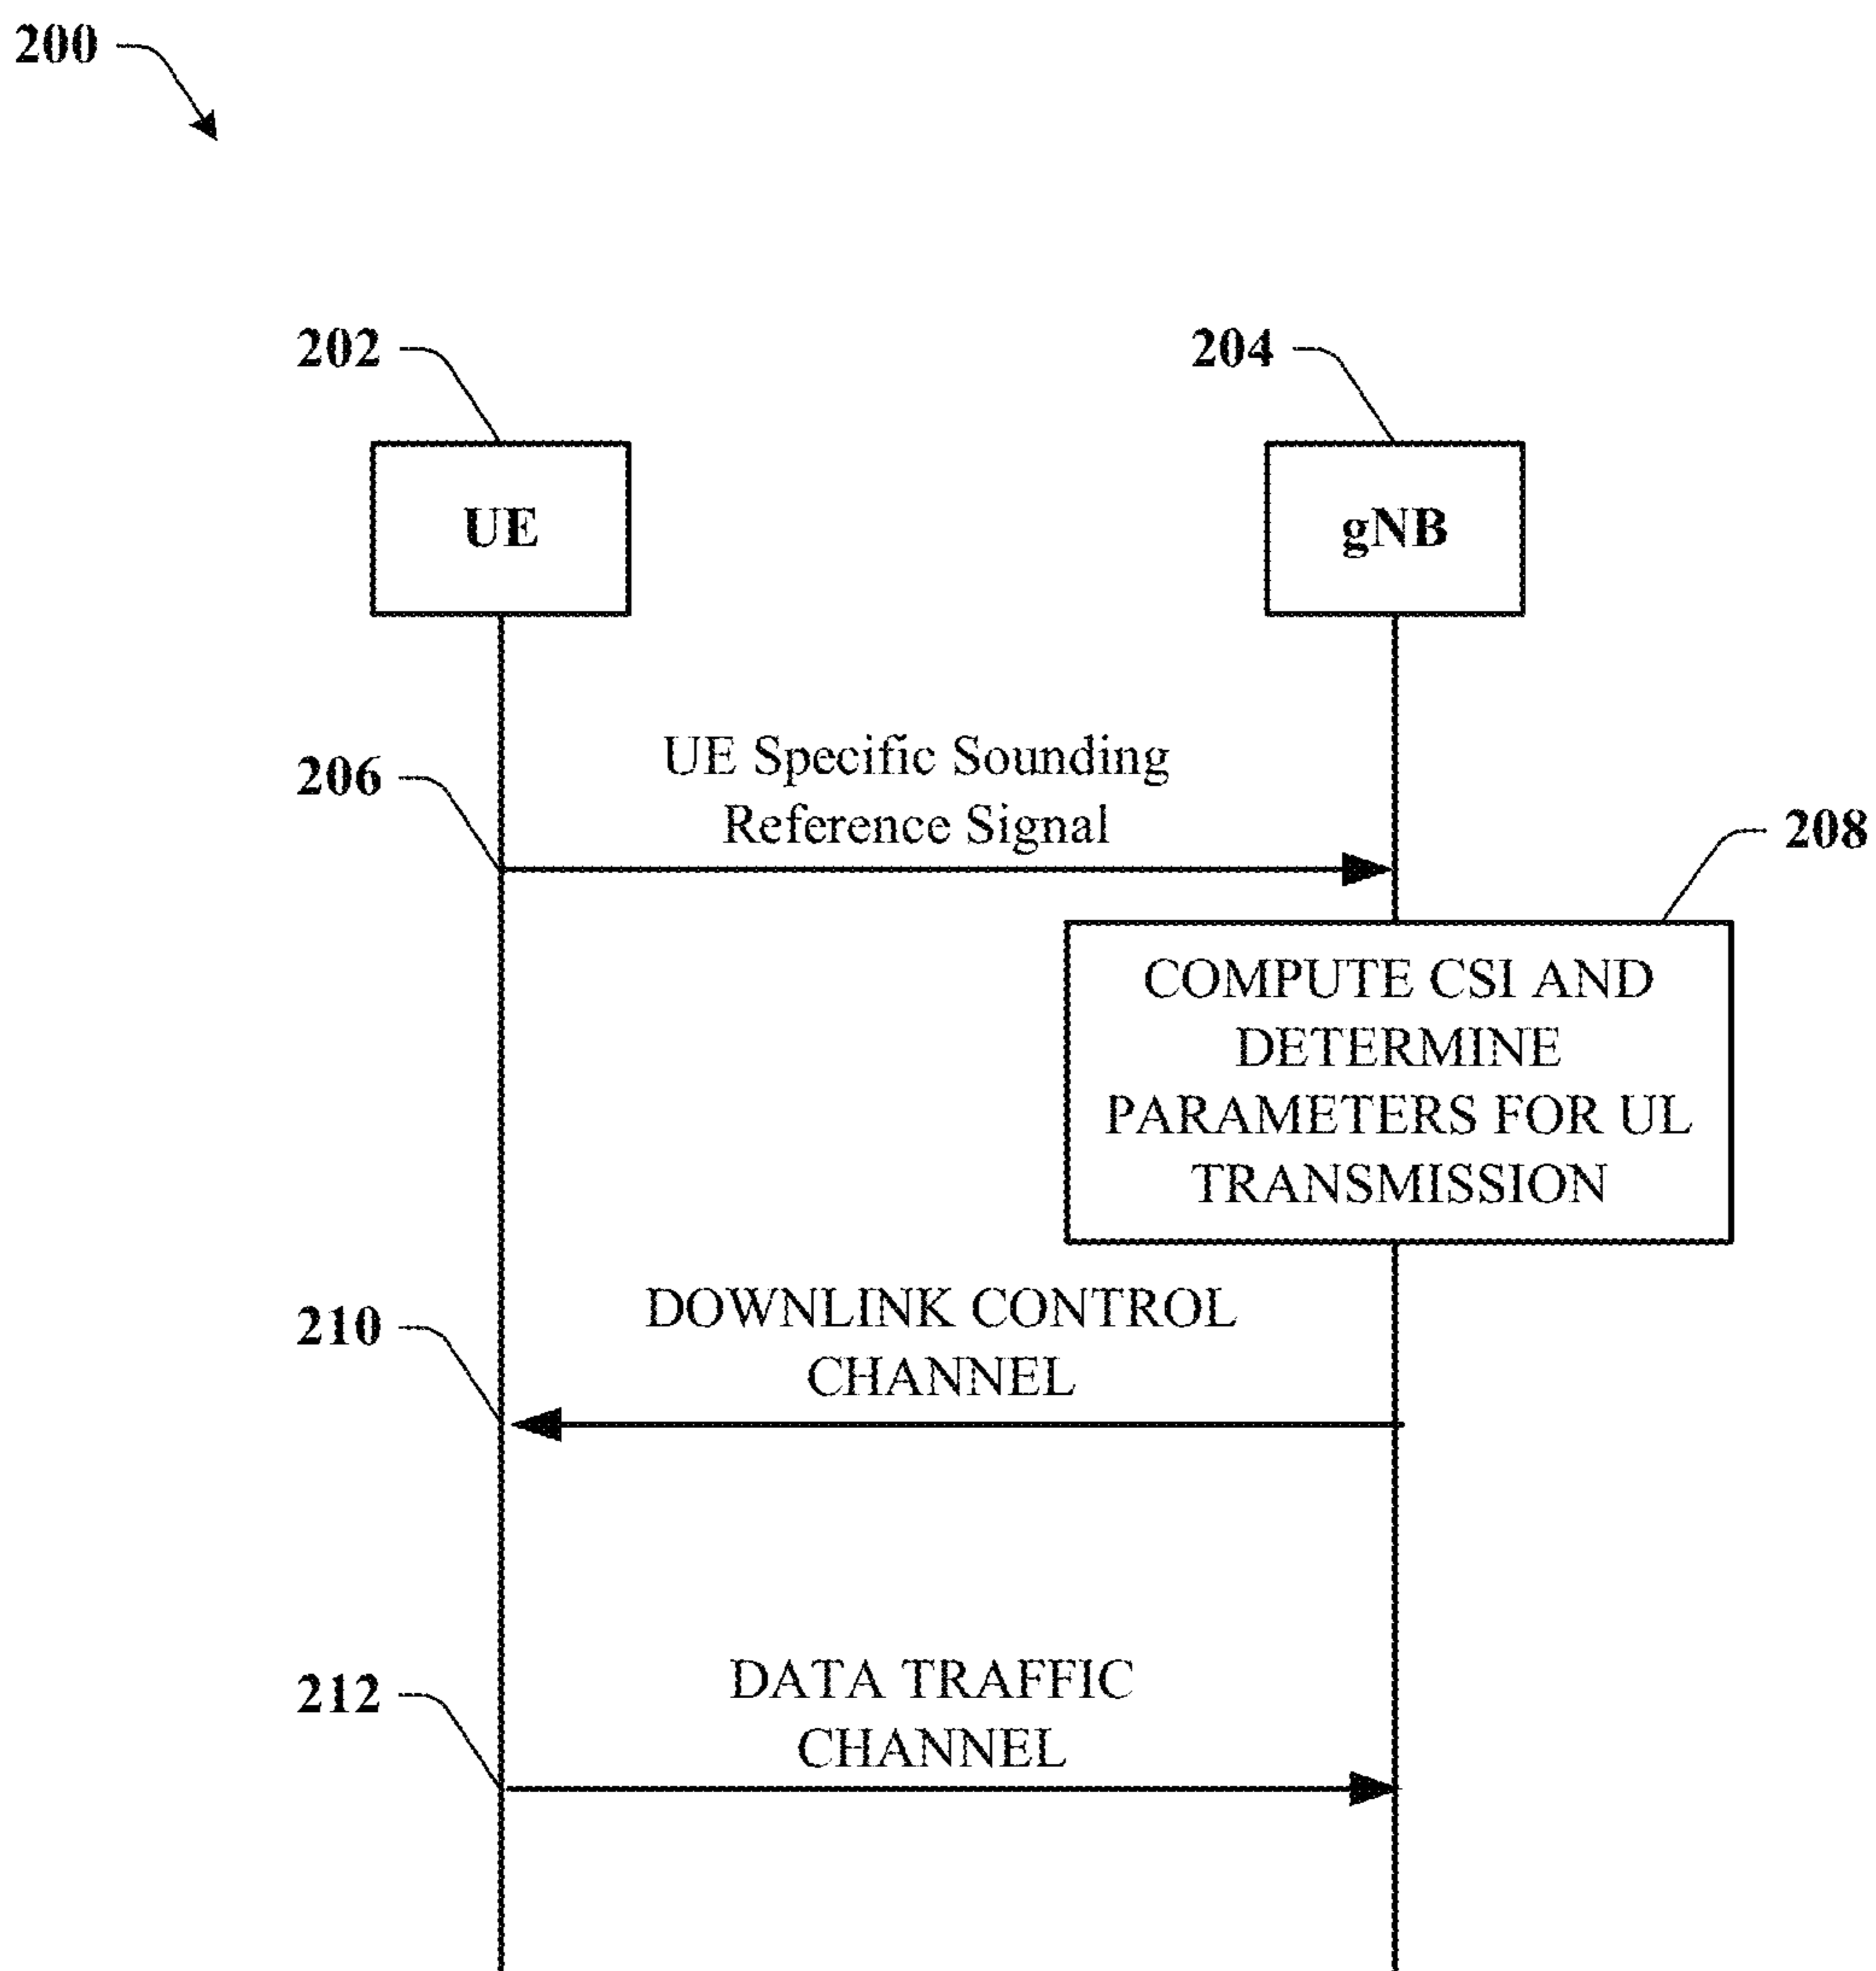 200
202
204
UE
gNB
206
UE Specific Sounding
Reference Signal
208
COMPUTE CSI AND
DETERMINE
PARAMETERS FOR UL
TRANSMISSION
210
DOWNLINK CONTROL
CHANNEL
212
DATA TRAFFIC
CHANNEL